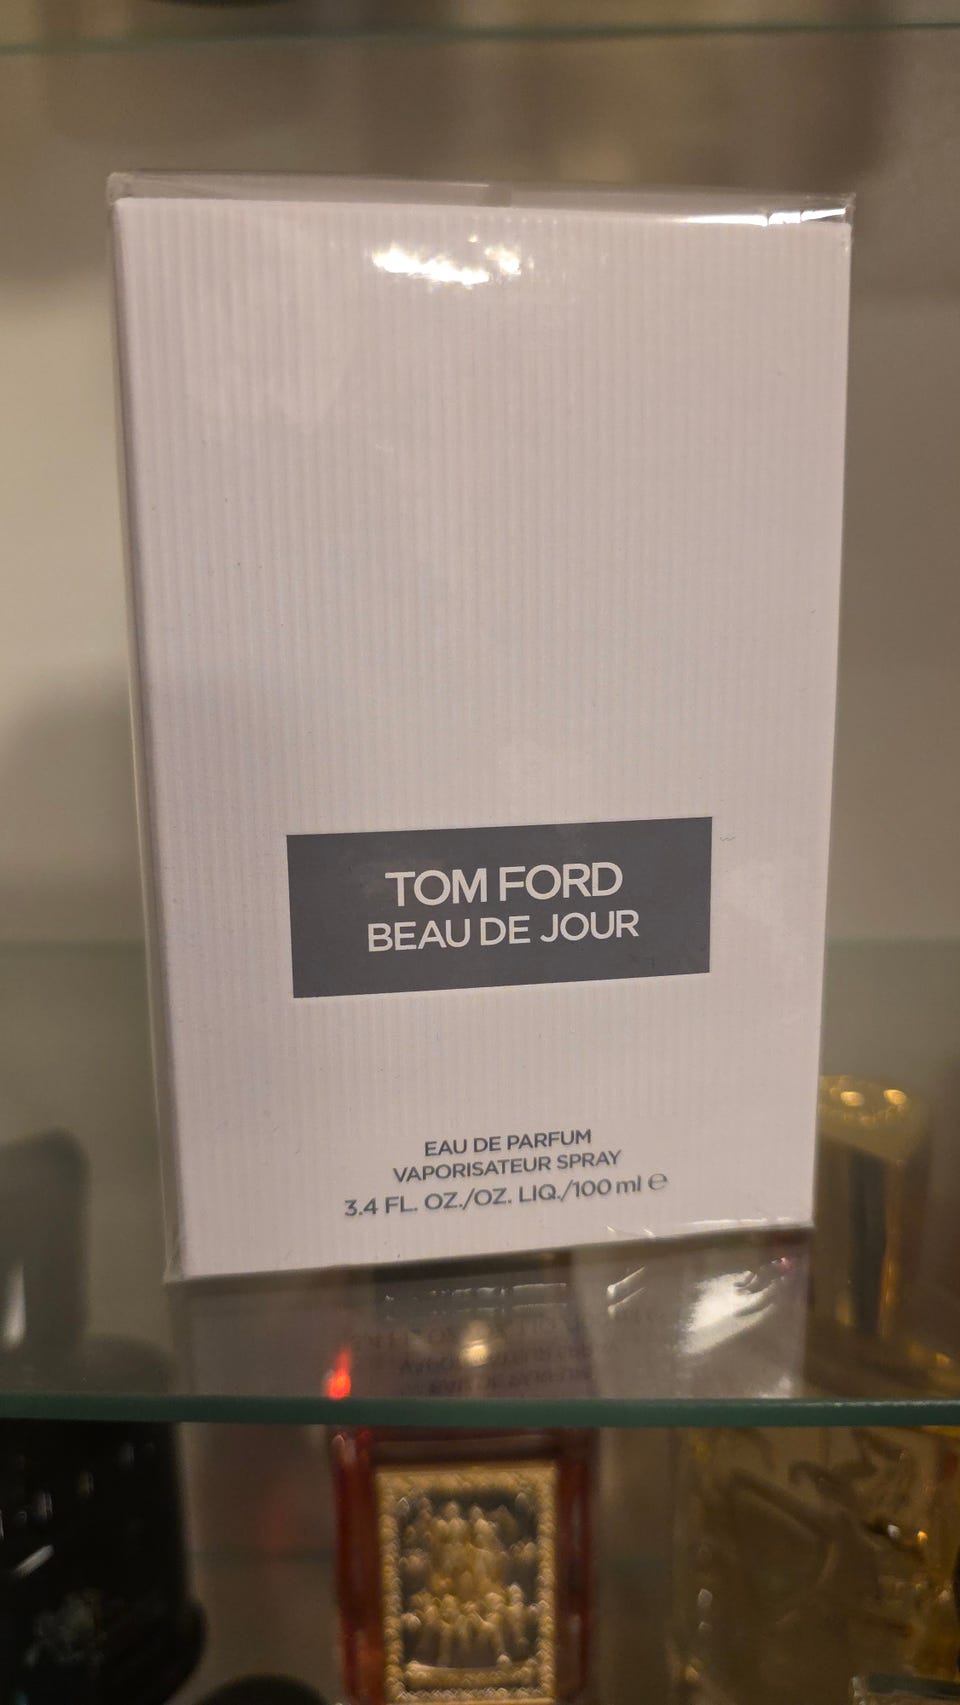 TOM FORD
BEAU DE JOUR
EAU DE PARFUM
VAPORISATEUR SPRAY
3.4 FL. OZ./OZ. LIQ./100 ml ℮